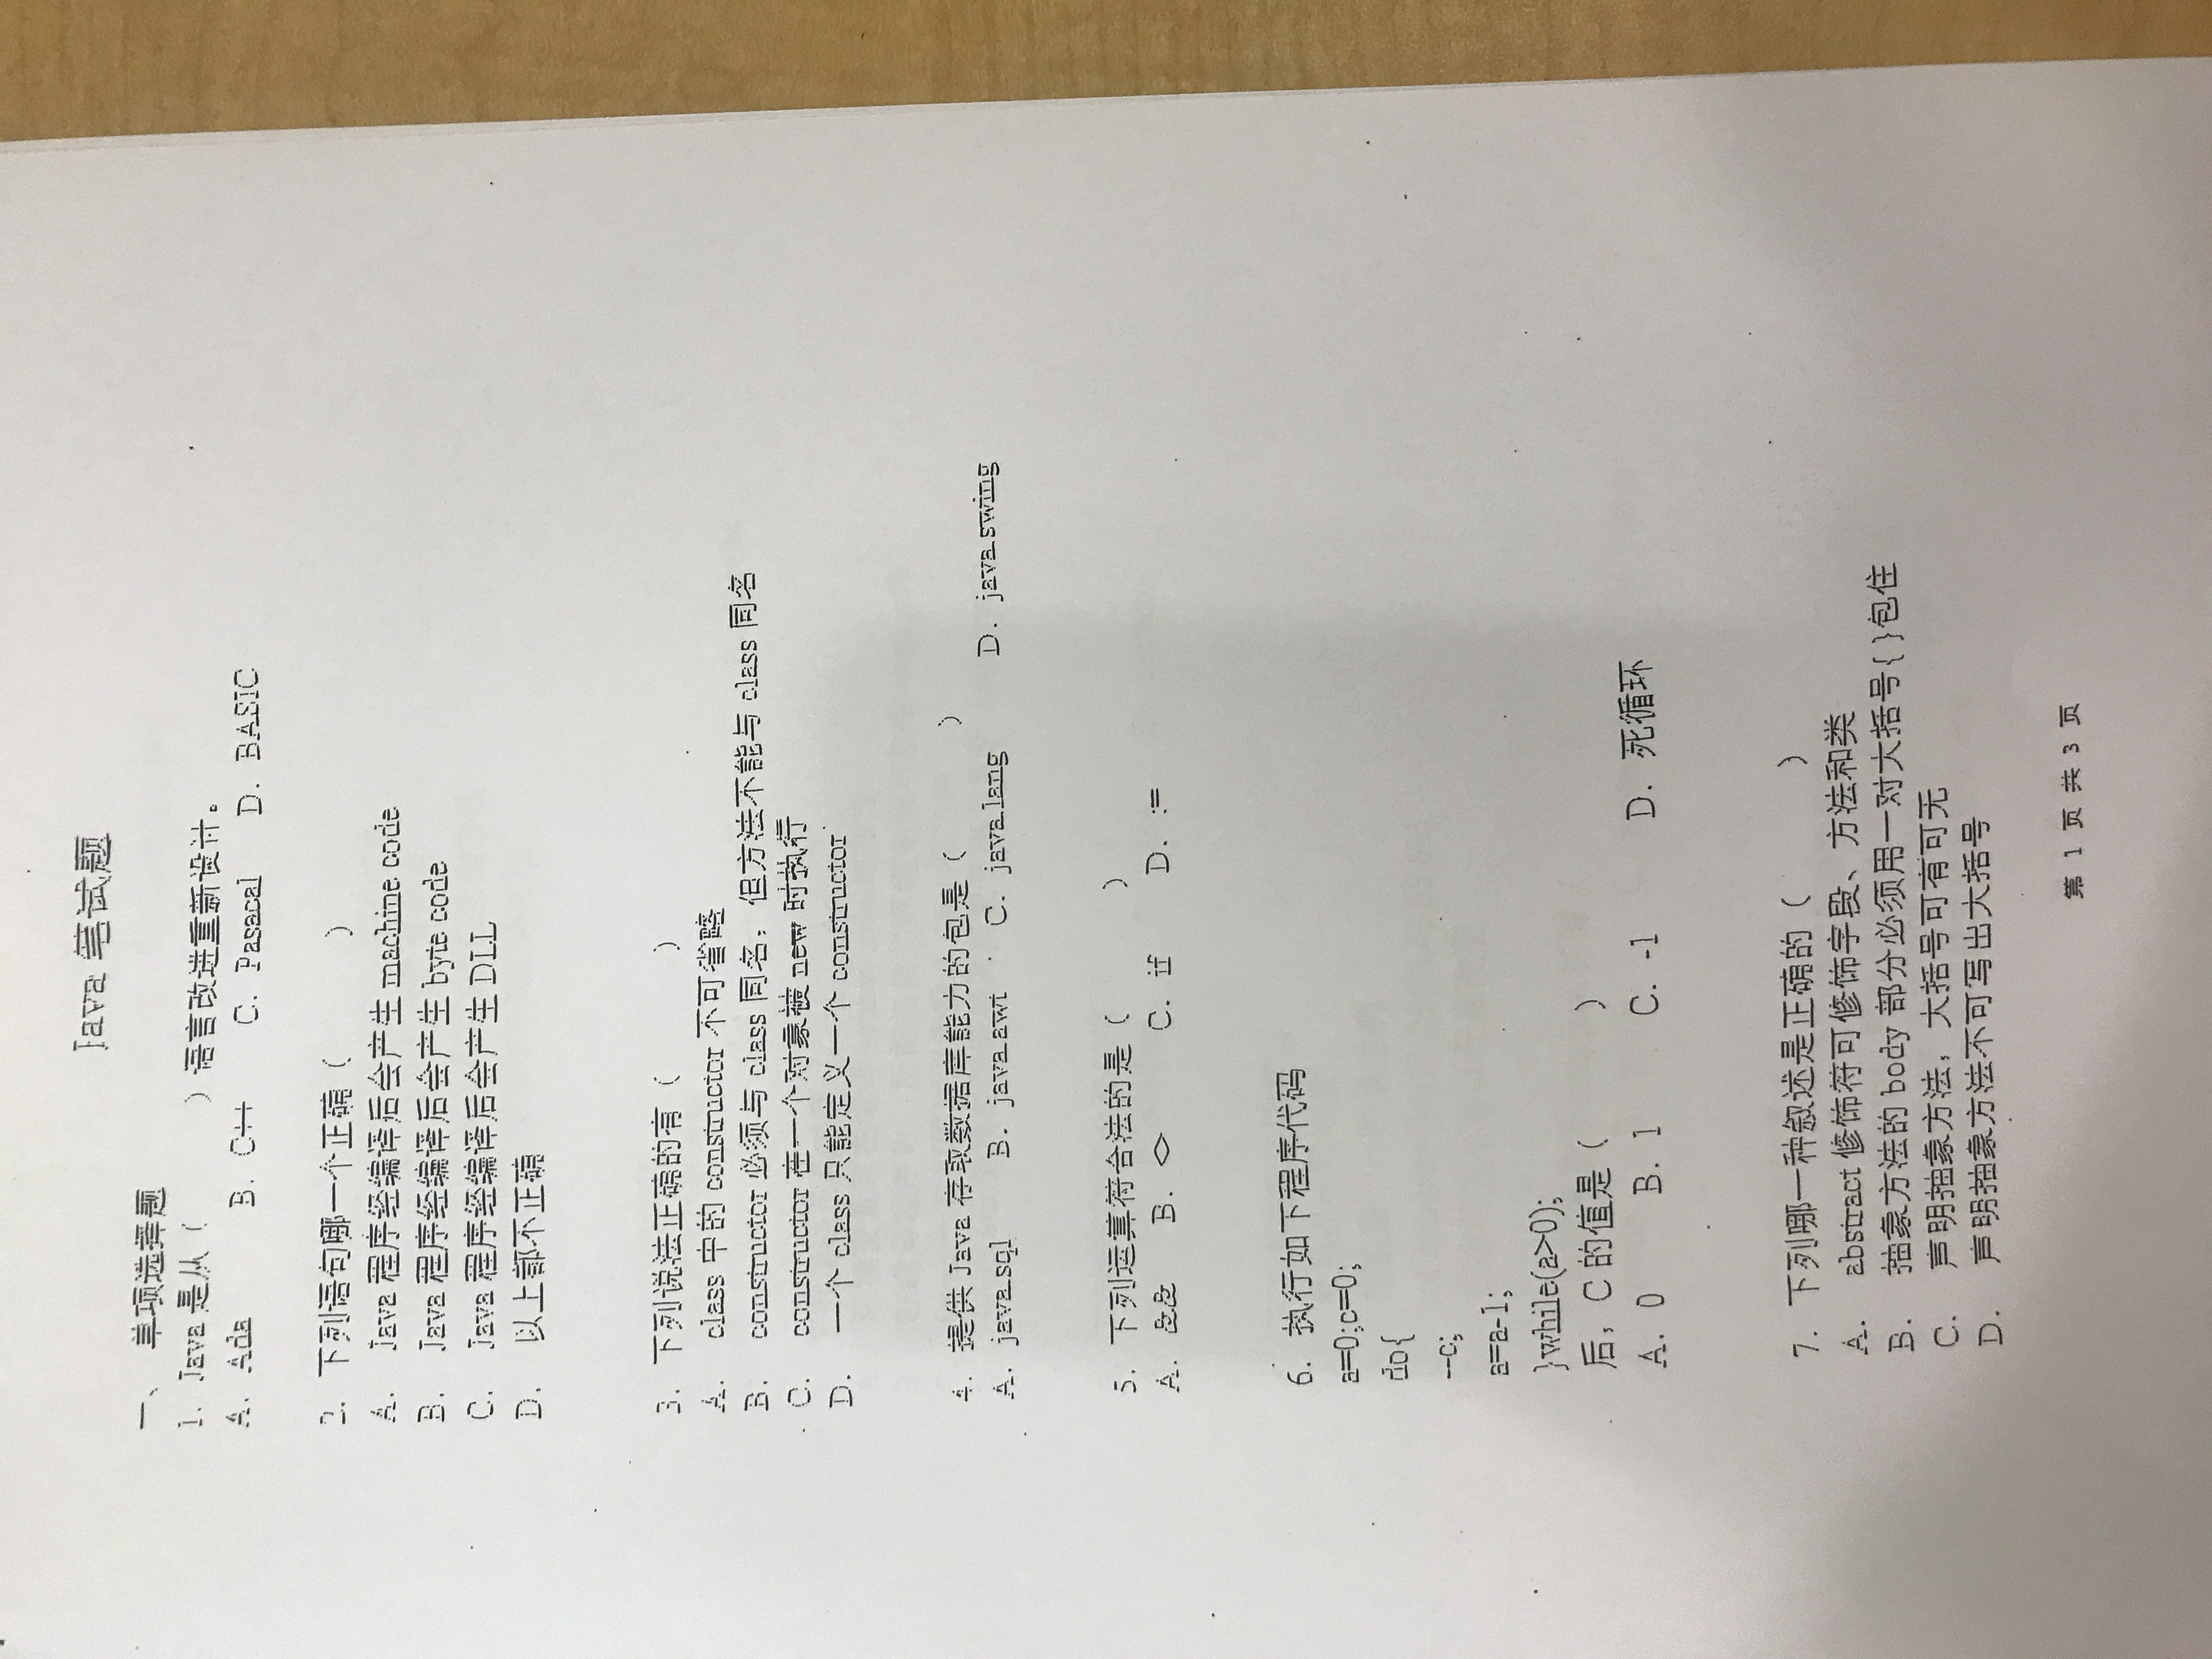 Java 笔试题
一、 单项选择题
1. Java 是从（ ）语言改进重新设计。
A. Ada B. C++ C. Pasacal D. BASIC
2. 下列语句哪一个正确（ ）
A. Java 程序经编译后会产生 machine code
B. Java 程序经编译后会产生 byte code
C. Java 程序经编译后会产生 DLL
D. 以上都不正确
3. 下列说法正确的有（ ）
A. class 中的 constructor 不可省略
B. constructor 必须与 class 同名，但方法不能与 class 同名
C. constructor 在一个对象被 new 时执行
D. 一个 class 只能定义一个 constructor
4. 提供 Java 存取数据库能力的包是（ ）
A. java.sql B. java.awt C. java.lang D. java.swing
5. 下列运算符合法的是（ ）
A. && B. <> C. if D. :=
6. 执行如下程序代码
a=0;c=0;
do{
--c;
a=a-1;
}while(a>0);
后，C 的值是（ ）
A. 0 B. 1 C. -1 D. 死循环
7. 下列哪一种叙述是正确的（ ）
A. abstract 修饰符可修饰字段、方法和类
B. 抽象方法的 body 部分必须用一对大括号{ }包住
C. 声明抽象方法，大括号可有可无
D. 声明抽象方法不可写出大括号
第 1 页 共 3 页